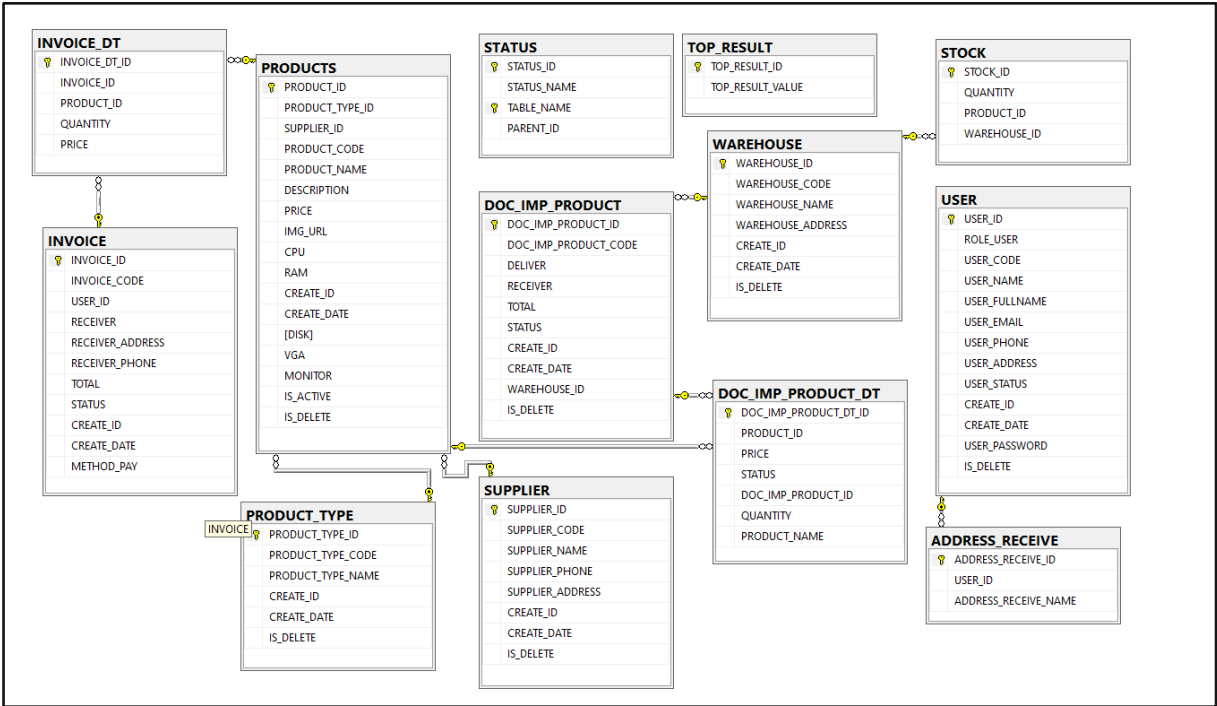 INVOICE_DT
INVOICE_DT_ID
INVOICE_ID
PRODUCT_ID
QUANTITY
PRICE
INVOICE
INVOICE_ID
INVOICE_CODE
USER_ID
RECEIVER
RECEIVER_ADDRESS
RECEIVER_PHONE
TOTAL
STATUS
CREATE_ID
CREATE_DATE
METHOD_PAY
PRODUCTS
PRODUCT_ID
PRODUCT_TYPE_ID
SUPPLIER_ID
PRODUCT_CODE
PRODUCT_NAME
DESCRIPTION
PRICE
IMG_URL
CPU
RAM
CREATE_ID
CREATE_DATE
[DISK]
VGA
MONITOR
IS_ACTIVE
IS_DELETE
PRODUCT_TYPE
INVOICE
PRODUCT_TYPE_ID
PRODUCT_TYPE_CODE
PRODUCT_TYPE_NAME
CREATE_ID
CREATE_DATE
IS_DELETE
STATUS
STATUS_ID
STATUS_NAME
TABLE_NAME
PARENT_ID
DOC_IMP_PRODUCT
DOC_IMP_PRODUCT_ID
DOC_IMP_PRODUCT_CODE
DELIVER
RECEIVER
TOTAL
STATUS
CREATE_ID
CREATE_DATE
WAREHOUSE_ID
IS_DELETE
SUPPLIER
SUPPLIER_ID
SUPPLIER_CODE
SUPPLIER_NAME
SUPPLIER_PHONE
SUPPLIER_ADDRESS
CREATE_ID
CREATE_DATE
IS_DELETE
TOP_RESULT
TOP_RESULT_ID
TOP_RESULT_VALUE
WAREHOUSE
WAREHOUSE_ID
WAREHOUSE_CODE
WAREHOUSE_NAME
WAREHOUSE_ADDRESS
CREATE_ID
CREATE_DATE
IS_DELETE
DOC_IMP_PRODUCT_DT
DOC_IMP_PRODUCT_DT_ID
PRODUCT_ID
PRICE
STATUS
DOC_IMP_PRODUCT_ID
QUANTITY
PRODUCT_NAME
STOCK
STOCK_ID
QUANTITY
PRODUCT_ID
WAREHOUSE_ID
USER
USER_ID
ROLE_USER
USER_CODE
USER_NAME
USER_FULLNAME
USER_EMAIL
USER_PHONE
USER_ADDRESS
USER_STATUS
CREATE_ID
CREATE_DATE
USER_PASSWORD
IS_DELETE
ADDRESS_RECEIVE
ADDRESS_RECEIVE_ID
USER_ID
ADDRESS_RECEIVE_NAME